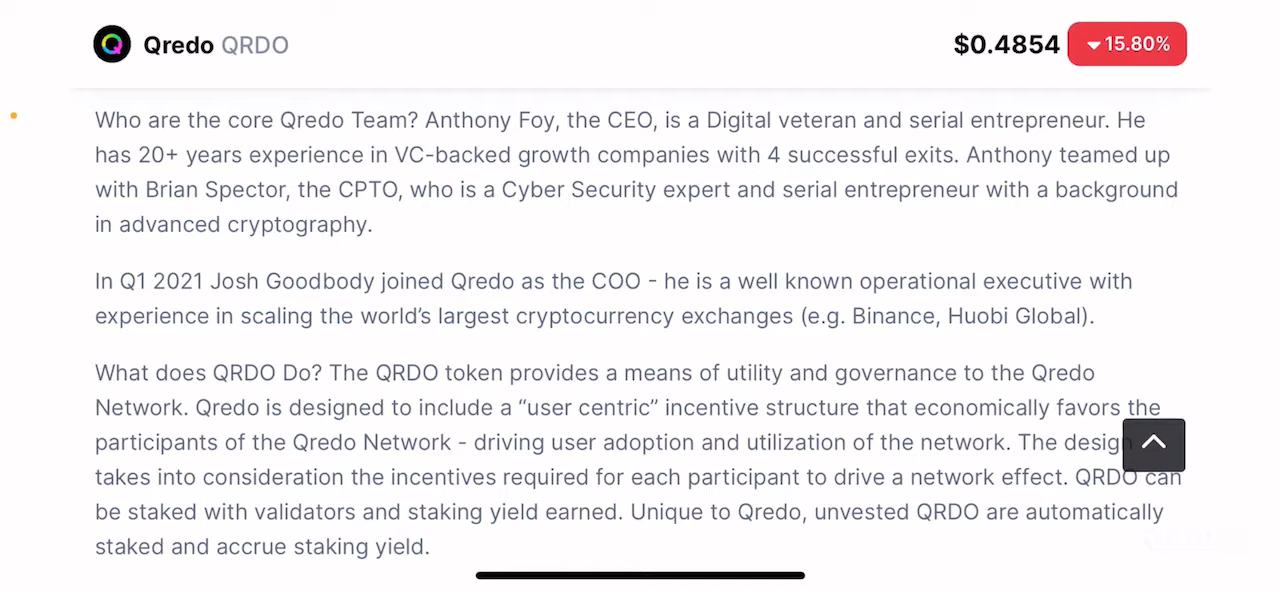 Qredo QRDO
$0.4854 15.80%
Who are the core Qredo Team? Anthony Foy, the CEO, is a Digital veteran and serial entrepreneur. He
has 20+ years experience in VC-backed growth companies with 4 successful exits. Anthony teamed up
with Brian Spector, the CPTO, who is a Cyber Security expert and serial entrepreneur with a background
in advanced cryptography.
In Q1 2021 Josh Goodbody joined Qredo as the COO - he is a well known operational executive with
experience in scaling the world’s largest cryptocurrency exchanges (e.g. Binance, Huobi Global).
What does QRDO Do? The QRDO token provides a means of utility and governance to the Qredo
Network. Qredo is designed to include a “user centric” incentive structure that economically favors the
participants of the Qredo Network - driving user adoption and utilization of the network. The design
takes into consideration the incentives required for each participant to drive a network effect. QRDO can
be staked with validators and staking yield earned. Unique to Qredo, unvested QRDO are automatically
staked and accrue staking yield.